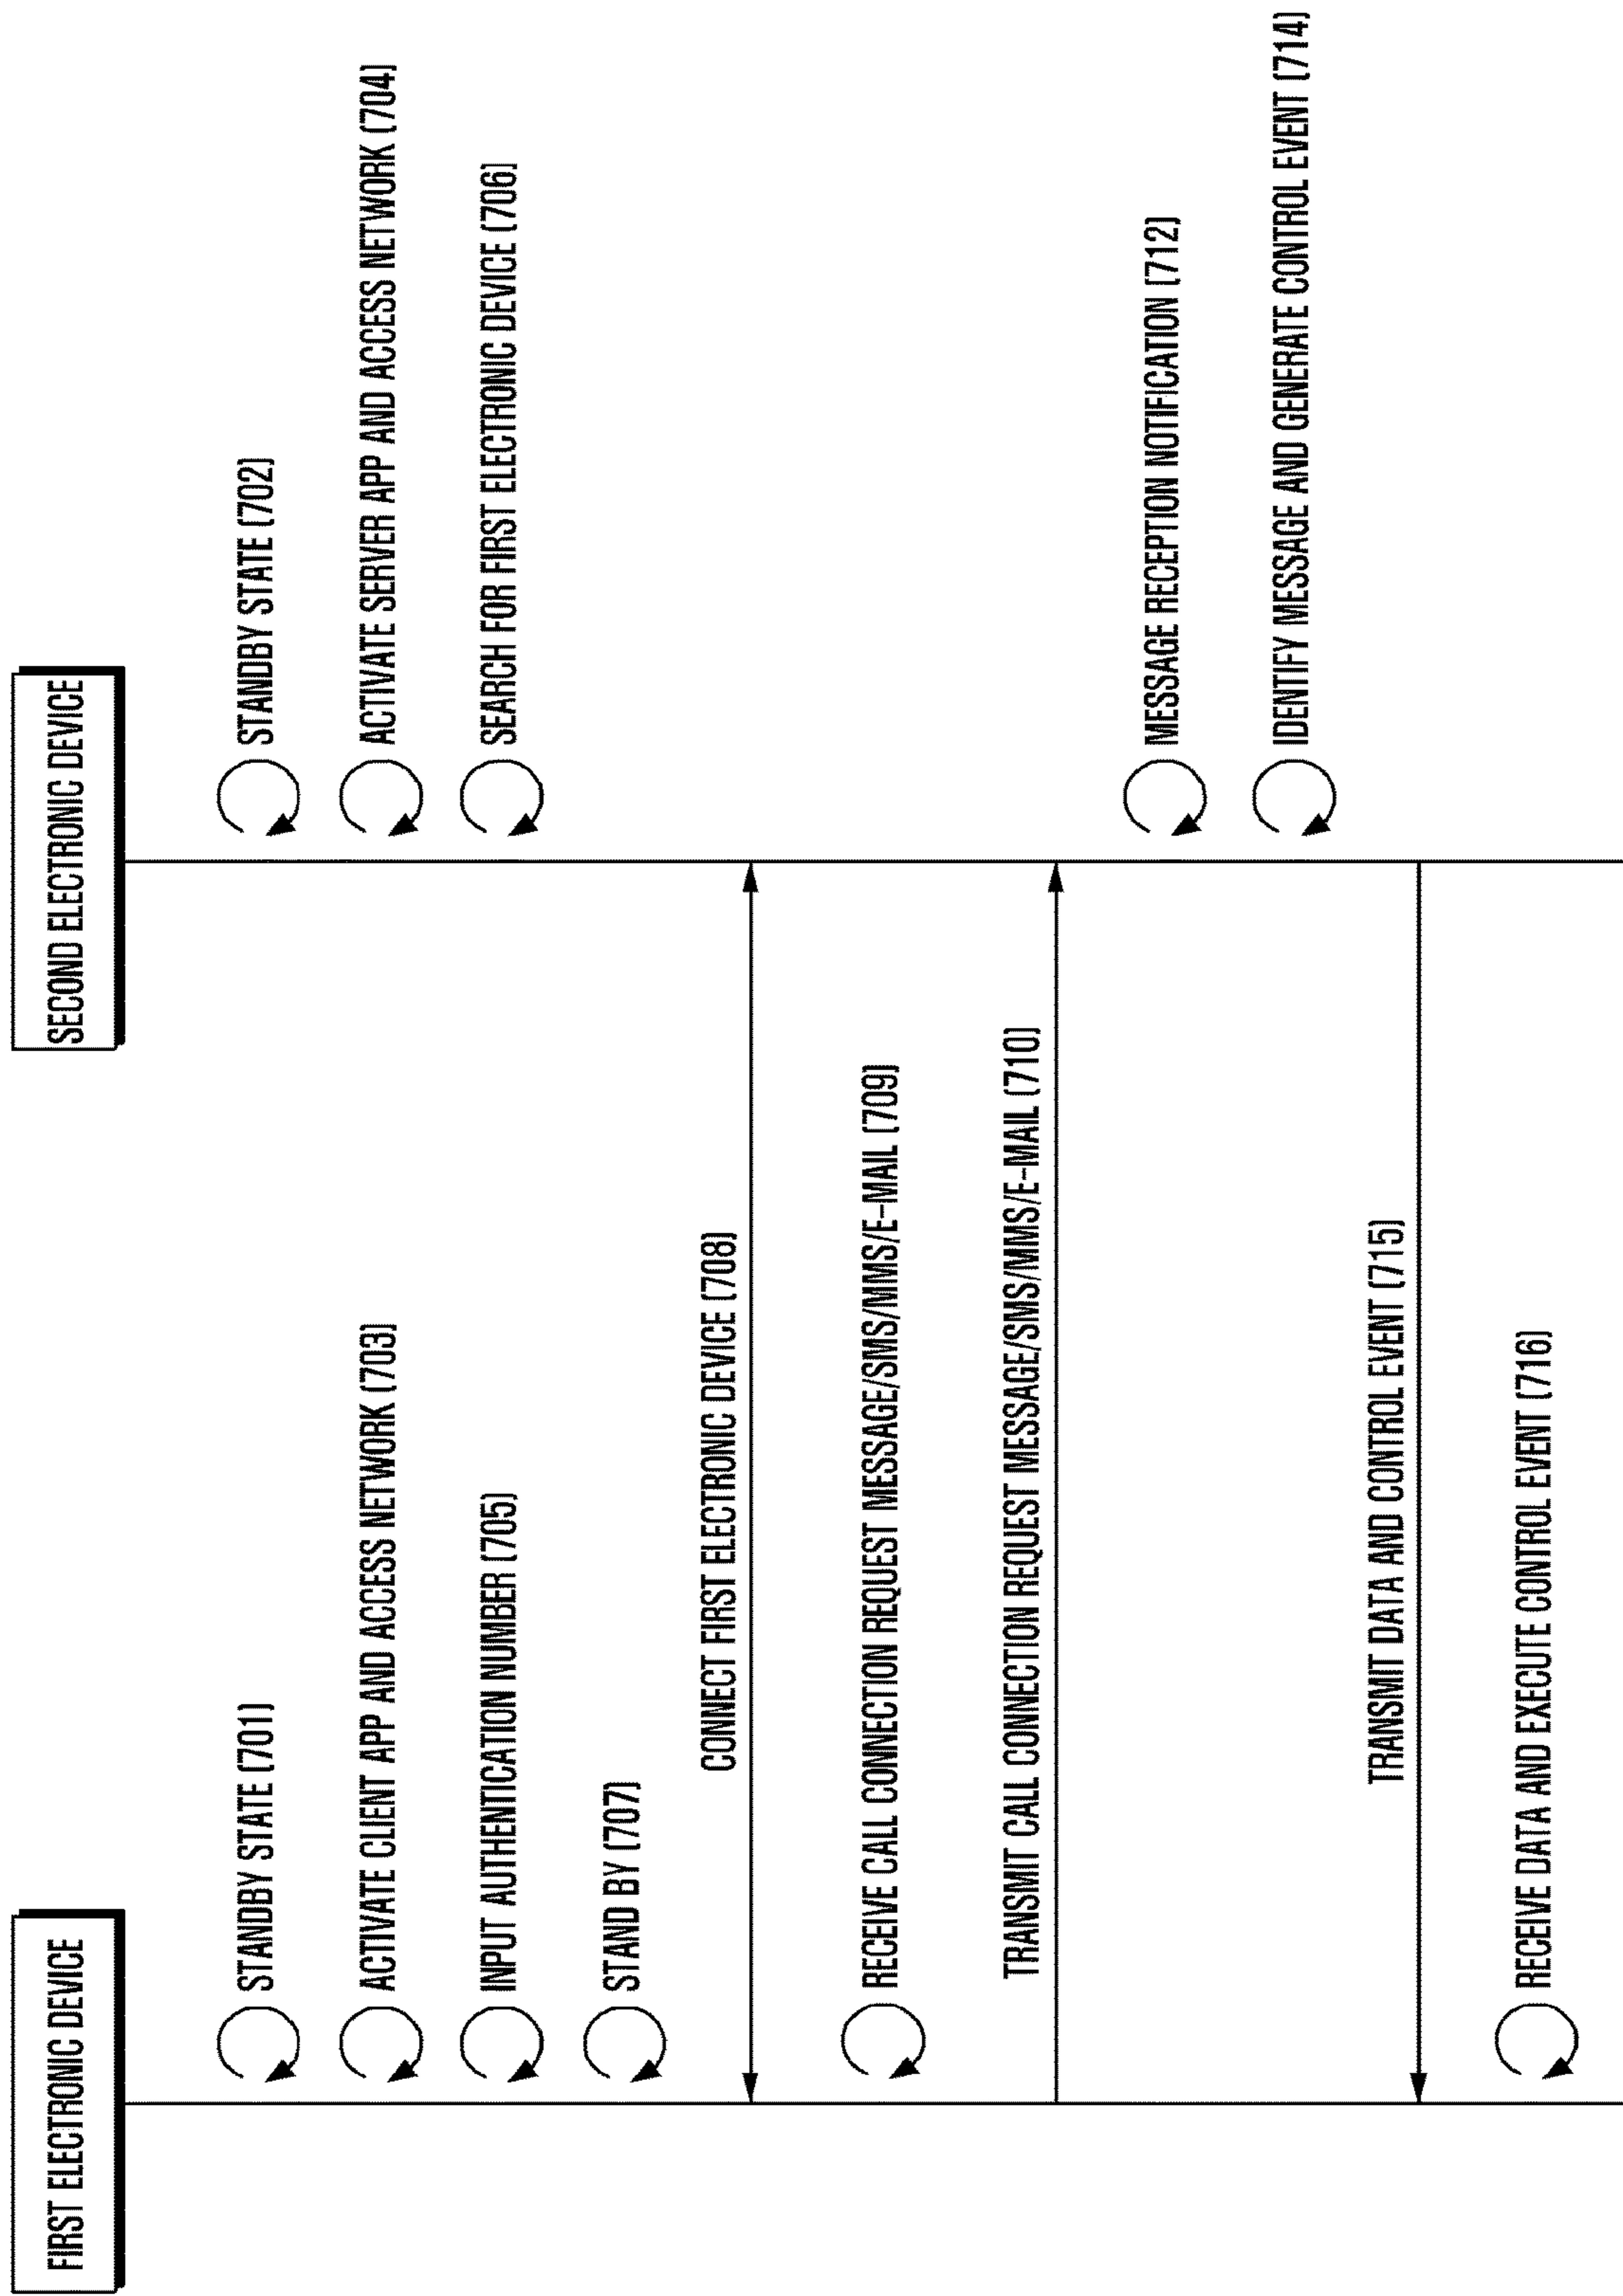 FIRST ELECTRONIC DEVICE
SECOND ELECTRONIC DEVICE
STANDBY STATE (701)
STANDBY STATE (702)
ACTIVATE CLIENT APP AND ACCESS NETWORK (703)
ACTIVATE SERVER APP AND ACCESS NETWORK (704)
INPUT AUTHENTICATION NUMBER (705)
SEARCH FOR FIRST ELECTRONIC DEVICE (706)
STAND BY (707)
CONNECT FIRST ELECTRONIC DEVICE (708)
RECEIVE CALL CONNECTION REQUEST MESSAGE/SMS/MMS/E-MAIL (709)
TRANSMIT CALL CONNECTION REQUEST MESSAGE/SMS/MMS/E-MAIL (710)
MESSAGE RECEPTION NOTIFICATION (712)
IDENTIFY MESSAGE AND GENERATE CONTROL EVENT (714)
TRANSMIT DATA AND CONTROL EVENT (715)
RECEIVE DATA AND EXECUTE CONTROL EVENT (716)